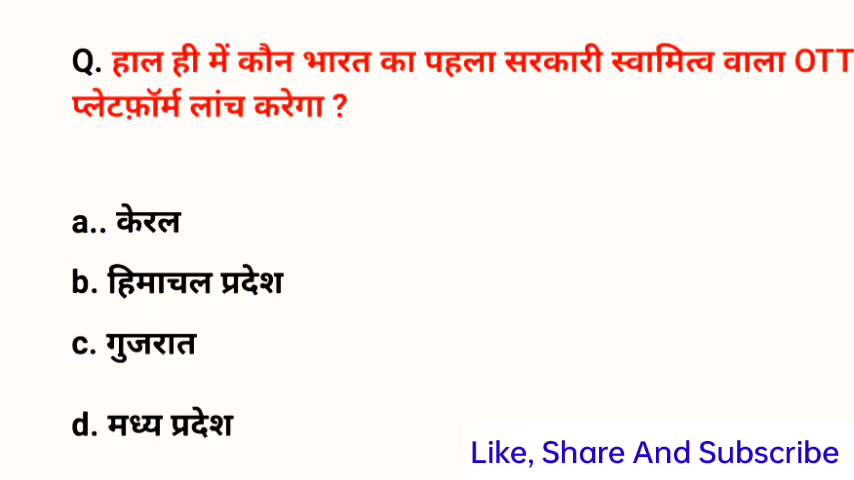 Q. हाल ही में कौन भारत का पहला सरकारी स्वामित्व वाला OTT
प्लेटफ़ॉर्म लांच करेगा ?
a.. केरल
b. हिमाचल प्रदेश
c. गुजरात
d. मध्य प्रदेश
Like, Share And Subscribe